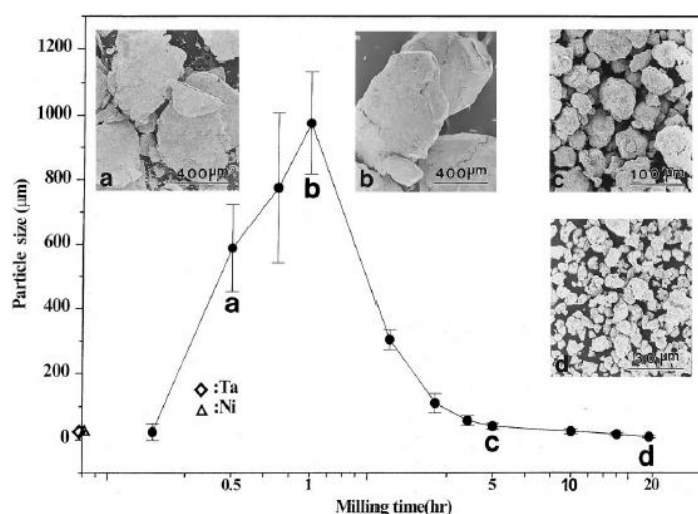 1200
1000
800
600
400
200
0
Particle size (μm)
a
400μm
b
400μm
c
100μm
d
30μm
a
b
c
d
◇ :Ta
△ :Ni
0.5
1
5
10
20
Milling time(hr)